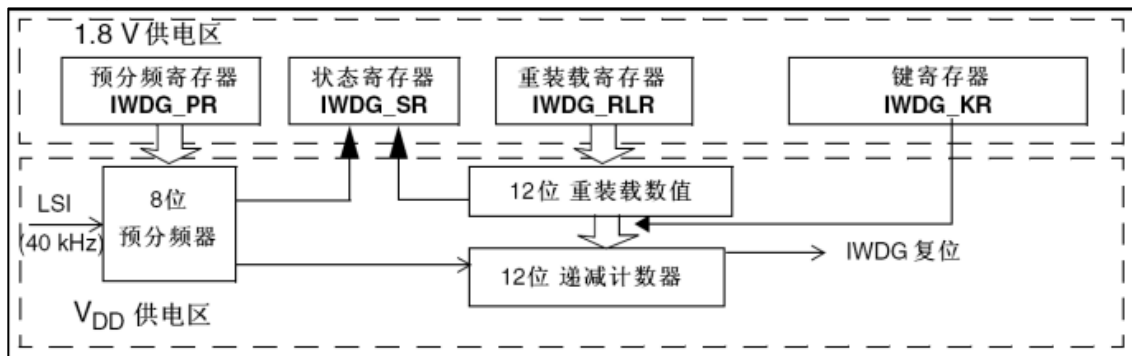 1.8 V 供电区
预分频寄存器
IWDG_PR
状态寄存器
IWDG_SR
重装载寄存器
IWDG_RLR
键寄存器
IWDG_KR
LSI
(40 kHz)
8位
预分频器
12位 重装载数值
12位 递减计数器
IWDG 复位
VDD 供电区